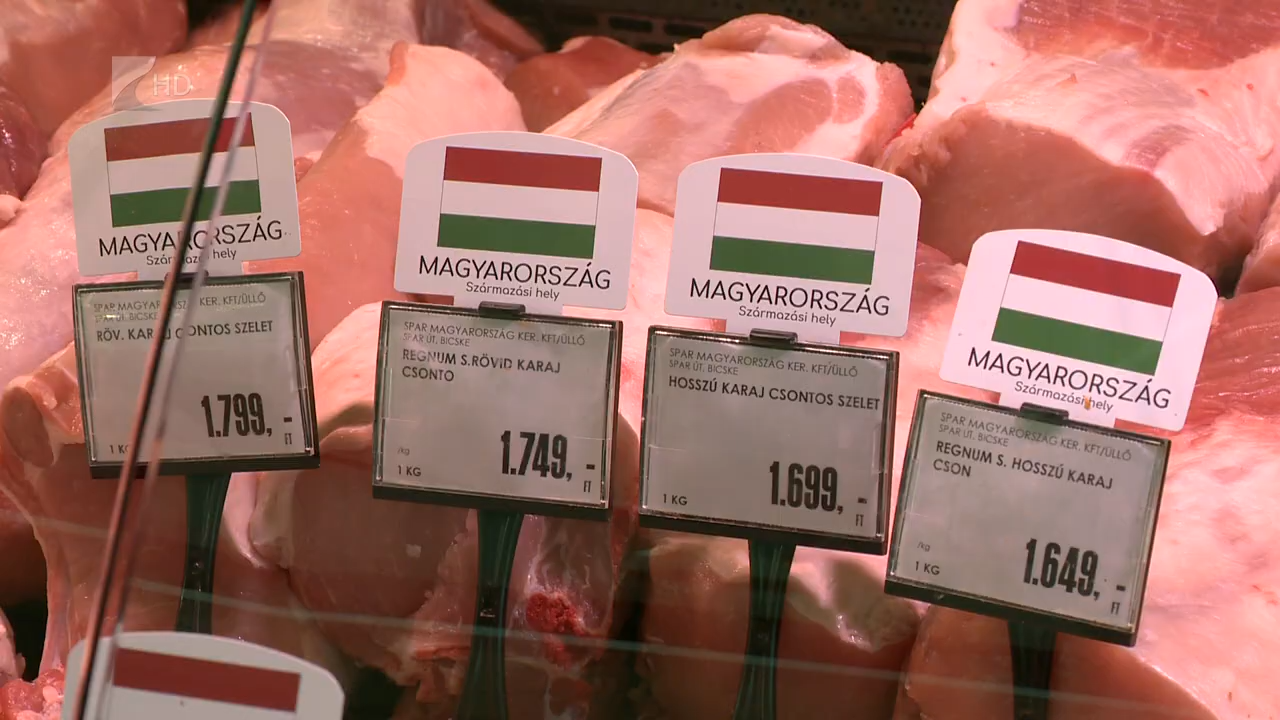 HD
MAGYARORSZÁG
Származási hely
SPAR MAGYARORSZÁG KER. KFT/ÜLLŐ
SPAR ÚT. BICSKE
RÖV. KARAJ CONTOS SZELET
1.799,-
FT
1 KG
MAGYARORSZÁG
Származási hely
SPAR MAGYARORSZÁG KER. KFT/ÜLLŐ
SPAR ÚT. BICSKE
REGNUM S.RÖVID KARAJ
CSONTO
/kg
1 KG
1.749,-
FT
MAGYARORSZÁG
Származási hely
SPAR MAGYARORSZÁG KER. KFT/ÜLLŐ
SPAR ÚT. BICSKE
HOSSZÚ KARAJ CSONTOS SZELET
1 KG
1.699,-
FT
MAGYARORSZÁG
Származási hely
SPAR MAGYARORSZÁG KER. KFT/ÜLLŐ
SPAR ÚT. BICSKE
REGNUM S. HOSSZÚ KARAJ
CSON
/kg
1 KG
1.649,-
FT